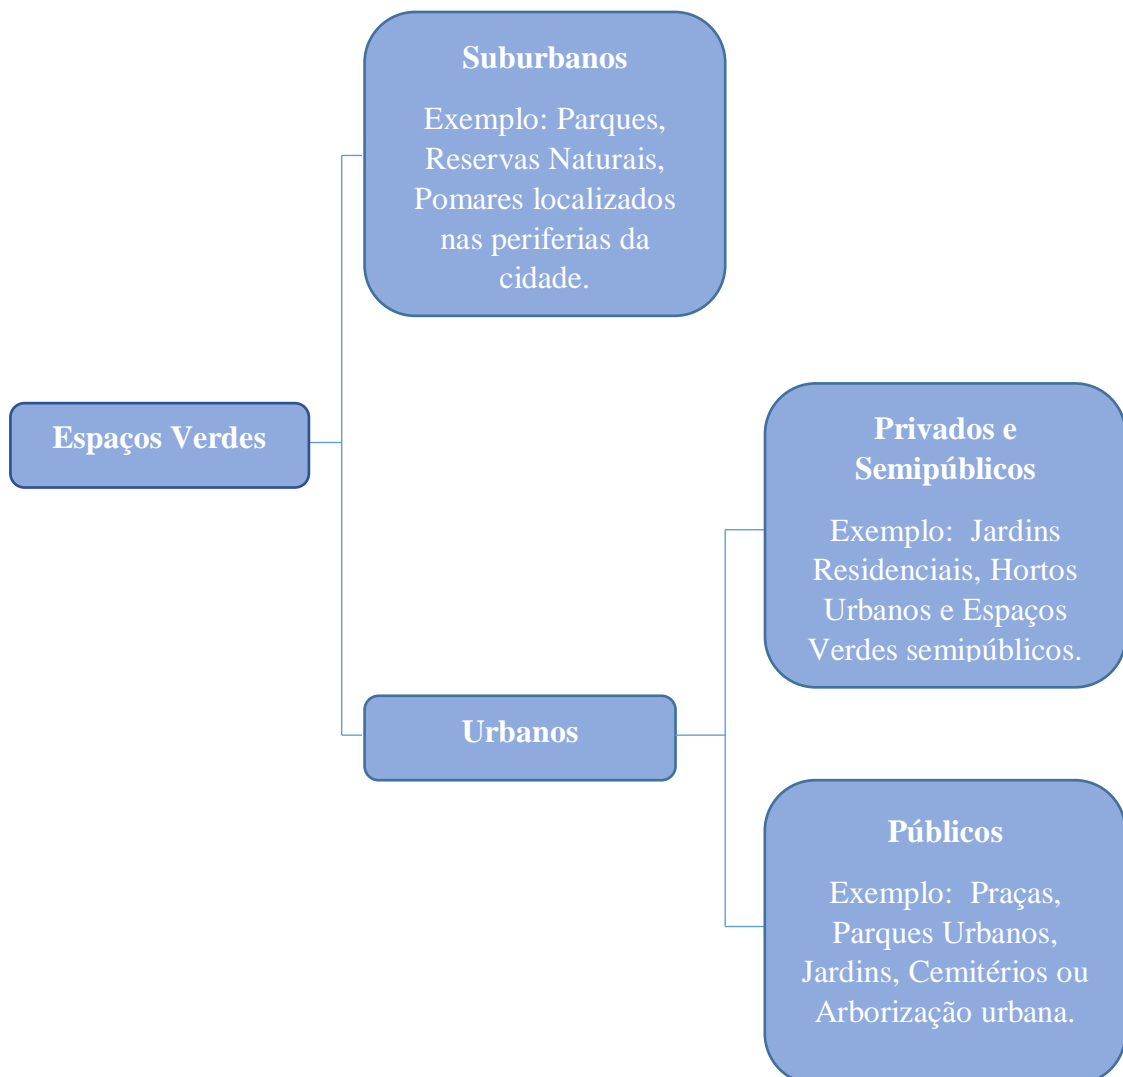 Suburbanos
Exemplo: Parques,
Reservas Naturais,
Pomares localizados
nas periferias da
cidade.
Espaços Verdes
Privados e
Semipúblicos
Exemplo: Jardins
Residenciais, Hortos
Urbanos e Espaços
Verdes semipúblicos.
Urbanos
Públicos
Exemplo: Praças,
Parques Urbanos,
Jardins, Cemitérios ou
Arborização urbana.